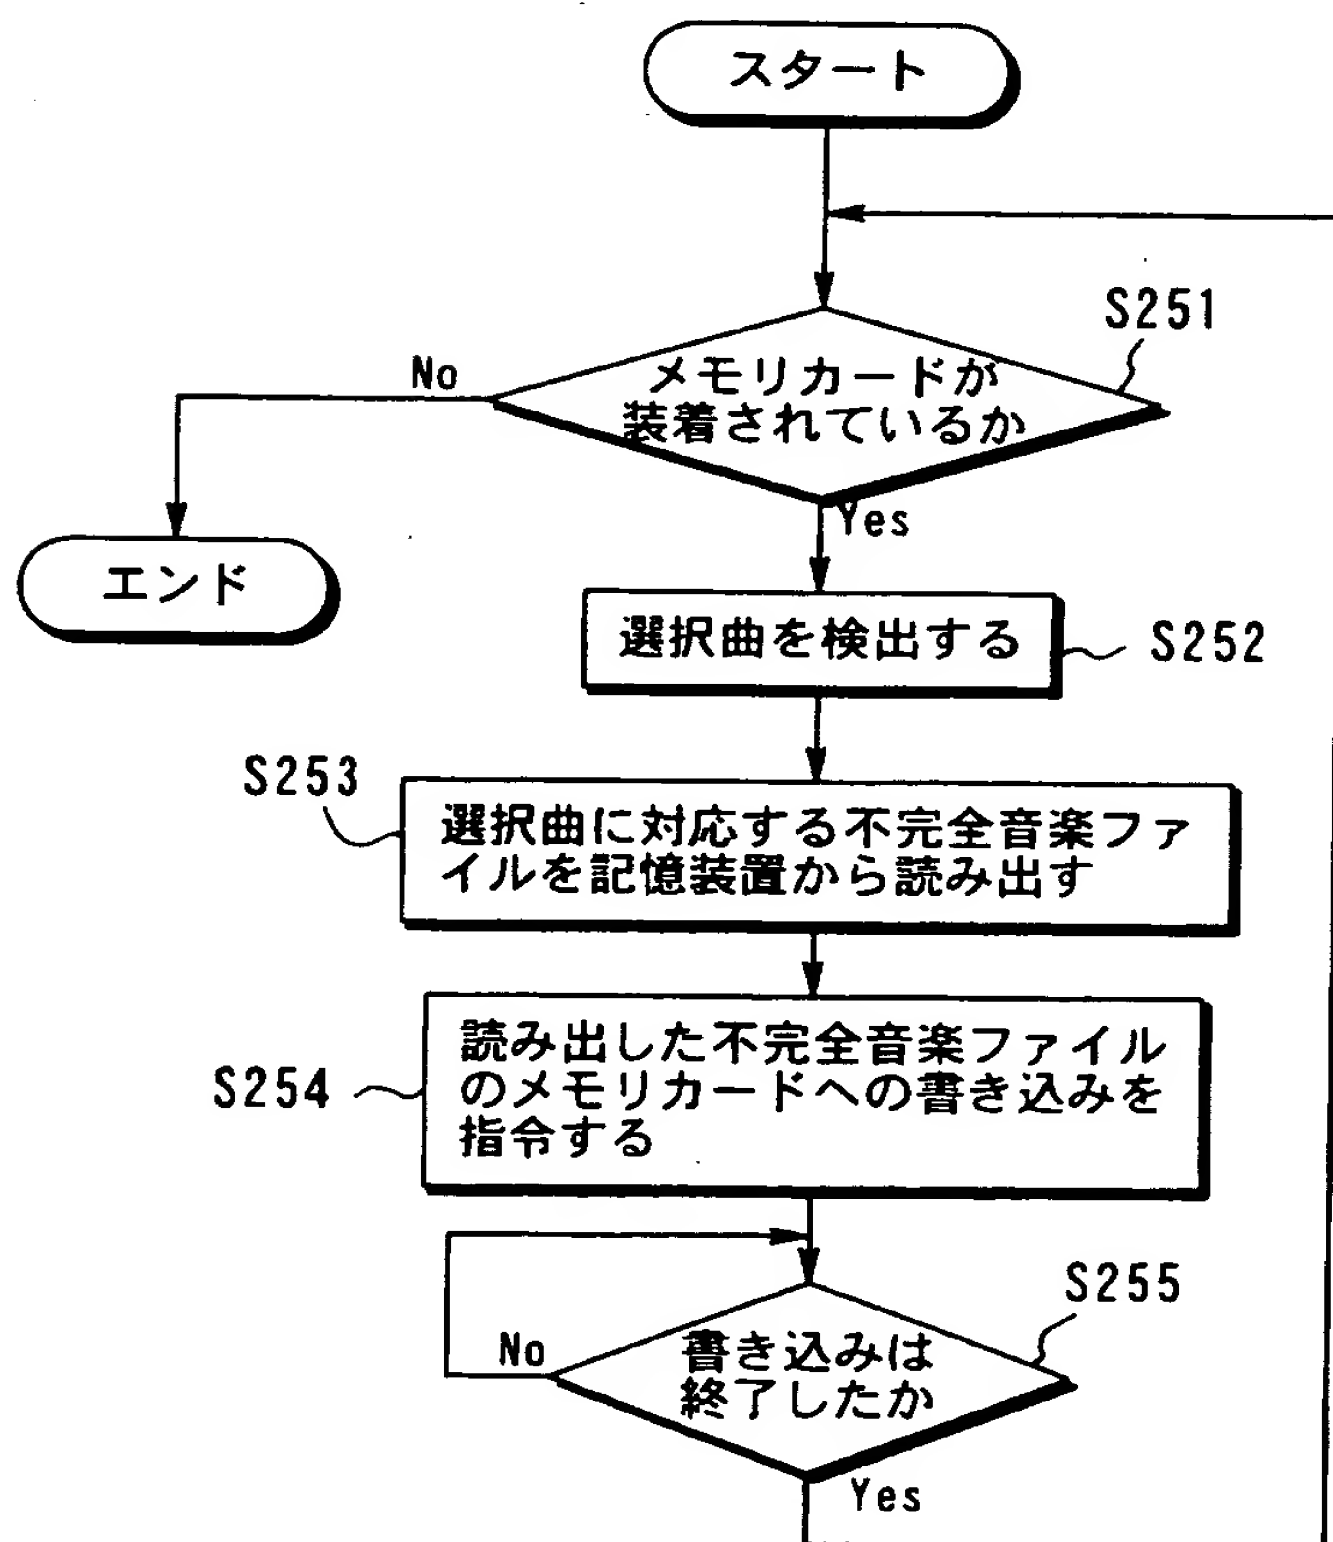 スタート
S251
No
メモリカードが
装着されているか
Yes
エンド
選択曲を検出する
S252
S253
選択曲に対応する不完全音楽ファ
イルを記憶装置から読み出す
S254
読み出した不完全音楽ファイル
のメモリカードへの書き込みを
指令する
S255
No
書き込みは
終了したか
Yes